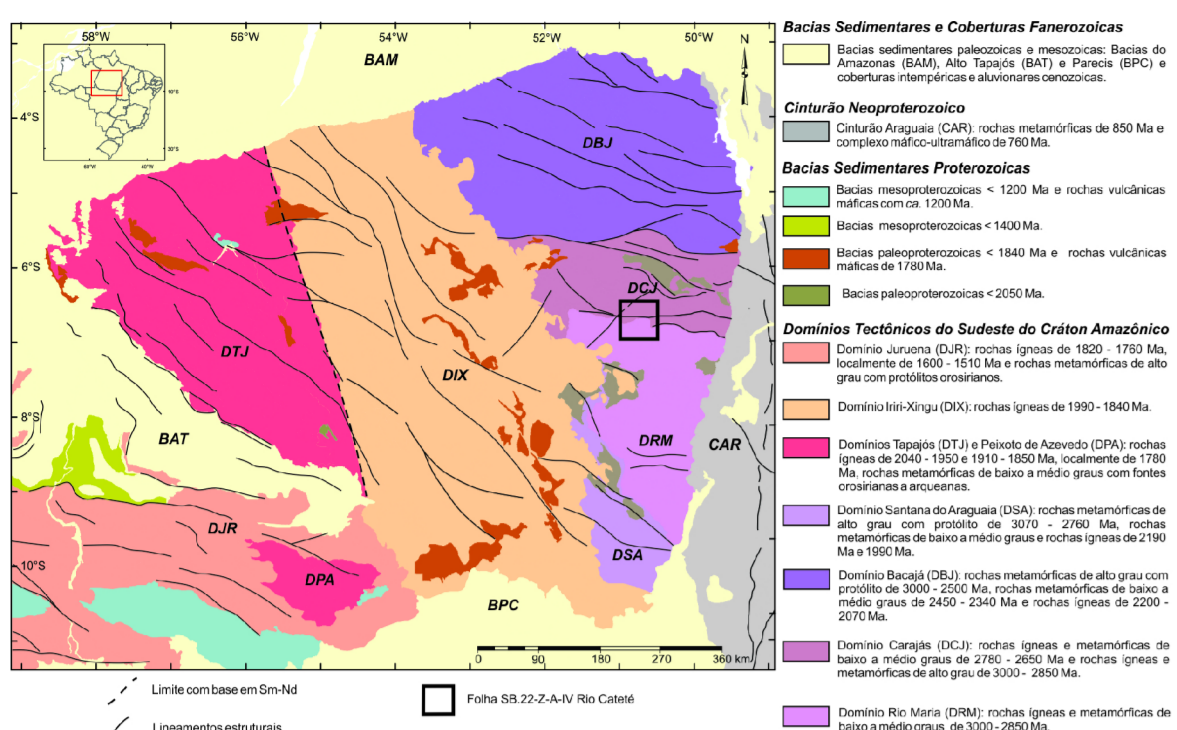 58°W
56°W
54°W
52°W
50°W
BAM
N
10°S
20°S
60°W
40°W
4°S
DBJ
6°S
DCJ
DTJ
DIX
8°S
BAT
DRM
CAR
DJR
DSA
10°S
DPA
BPC
0 90 180 270 360 km
Limite com base em Sm-Nd
Lineamentos estruturais
Folha SB.22-Z-A-IV Rio Cateté
Bacias Sedimentares e Coberturas Fanerozoicas
Bacias sedimentares paleozoicas e mesozoicas: Bacias do
Amazonas (BAM), Alto Tapajós (BAT) e Parecis (BPC) e
coberturas intempéricas e aluvionares cenozoicas.
Cinturão Neoproterozoico
Cinturão Araguaia (CAR): rochas metamórficas de 850 Ma e
complexo máfico-ultramáfico de 760 Ma.
Bacias Sedimentares Proterozoicas
Bacias mesoproterozoicas < 1200 Ma e rochas vulcânicas
máficas com ca. 1200 Ma.
Bacias mesoproterozoicas < 1400 Ma.
Bacias paleoproterozoicas < 1840 Ma e rochas vulcânicas
máficas de 1780 Ma.
Bacias paleoproterozoicas < 2050 Ma.
Domínios Tectônicos do Sudeste do Cráton Amazônico
Domínio Juruena (DJR): rochas ígneas de 1820 - 1760 Ma,
localmente de 1600 - 1510 Ma e rochas metamórficas de alto
grau com protólitos orosirianos.
Domínio Iriri-Xingu (DIX): rochas ígneas de 1990 - 1840 Ma.
Domínios Tapajós (DTJ) e Peixoto de Azevedo (DPA): rochas
ígneas de 2040 - 1950 e 1910 - 1850 Ma, localmente de 1780
Ma, rochas metamórficas de baixo a médio graus com fontes
orosirianas a arqueanas.
Domínio Santana do Araguaia (DSA): rochas metamórficas de
alto grau com protólito de 3070 - 2760 Ma, rochas
metamórficas de baixo a médio graus e rochas ígneas de 2190
Ma e 1990 Ma.
Domínio Bacajá (DBJ): rochas metamórficas de alto grau com
protólito de 3000 - 2500 Ma, rochas metamórficas de baixo a
médio graus de 2450 - 2340 Ma e rochas ígneas de 2200 -
2070 Ma.
Domínio Carajás (DCJ): rochas ígneas e metamórficas de
baixo a médio graus de 2780 - 2650 Ma e rochas ígneas e
metamórficas de alto grau de 3000 - 2850 Ma.
Domínio Rio Maria (DRM): rochas ígneas e metamórficas de
baixo a médio graus de 3000 - 2850 Ma.